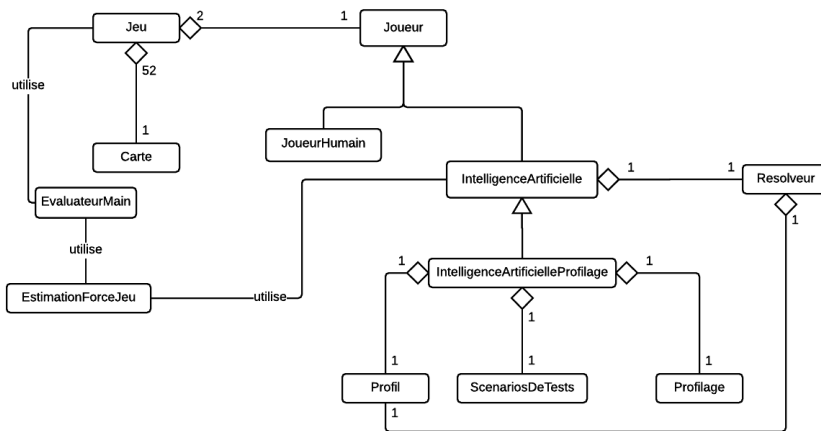 Jeu
2
1
Joueur
52
utilise
1
Carte
JoueurHumain
IntelligenceArtificielle
1
1
Resolveur
1
EvaluateurMain
utilise
EstimationForceJeu
utilise
1
IntelligenceArtificielleProfilage
1
1
1
1
1
Profil
ScenariosDeTests
Profilage
1